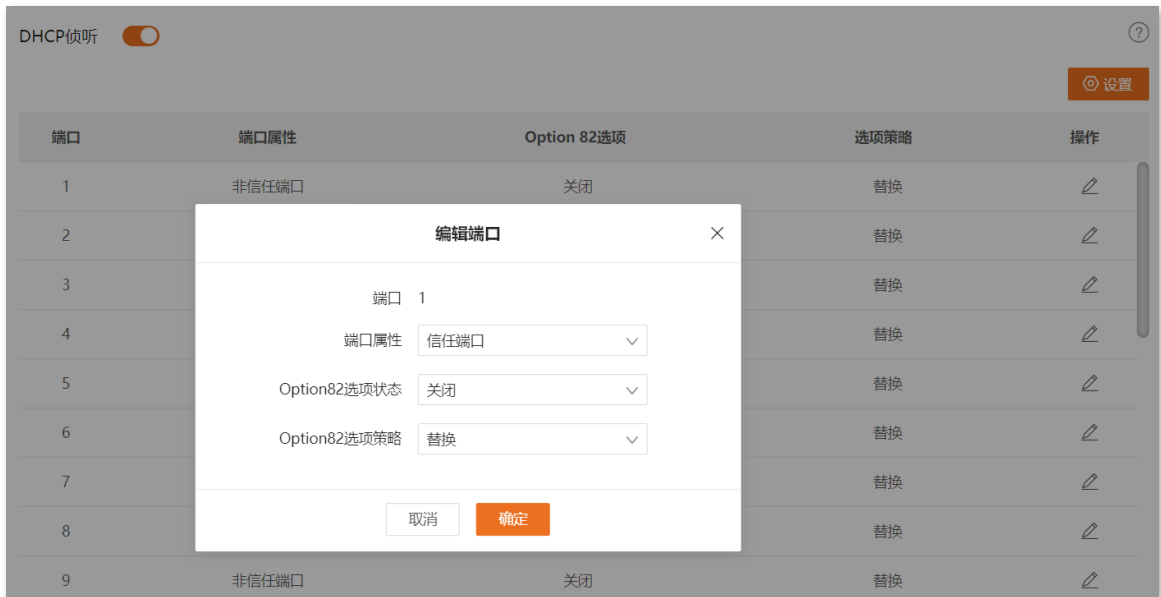 DHCP侦听
?
设置
端口 端口属性 Option 82选项 选项策略 操作
1 非信任端口 关闭 替换
2 替换
3 替换
4 替换
5 替换
6 替换
7 替换
8 替换
9 非信任端口 关闭 替换
编辑端口
端口 1
端口属性 信任端口
Option82选项状态 关闭
Option82选项策略 替换
取消 确定